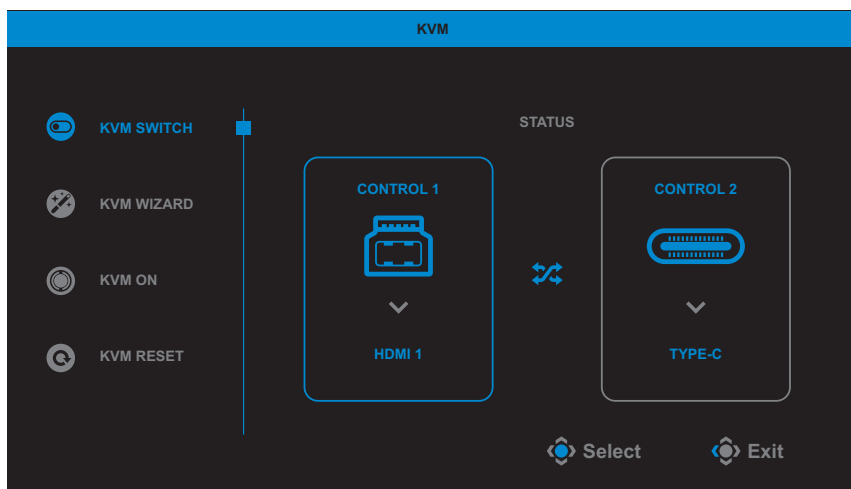 KVM
KVM SWITCH
KVM WIZARD
KVM ON
KVM RESET
STATUS
CONTROL 1
HDMI 1
CONTROL 2
TYPE-C
Select
Exit